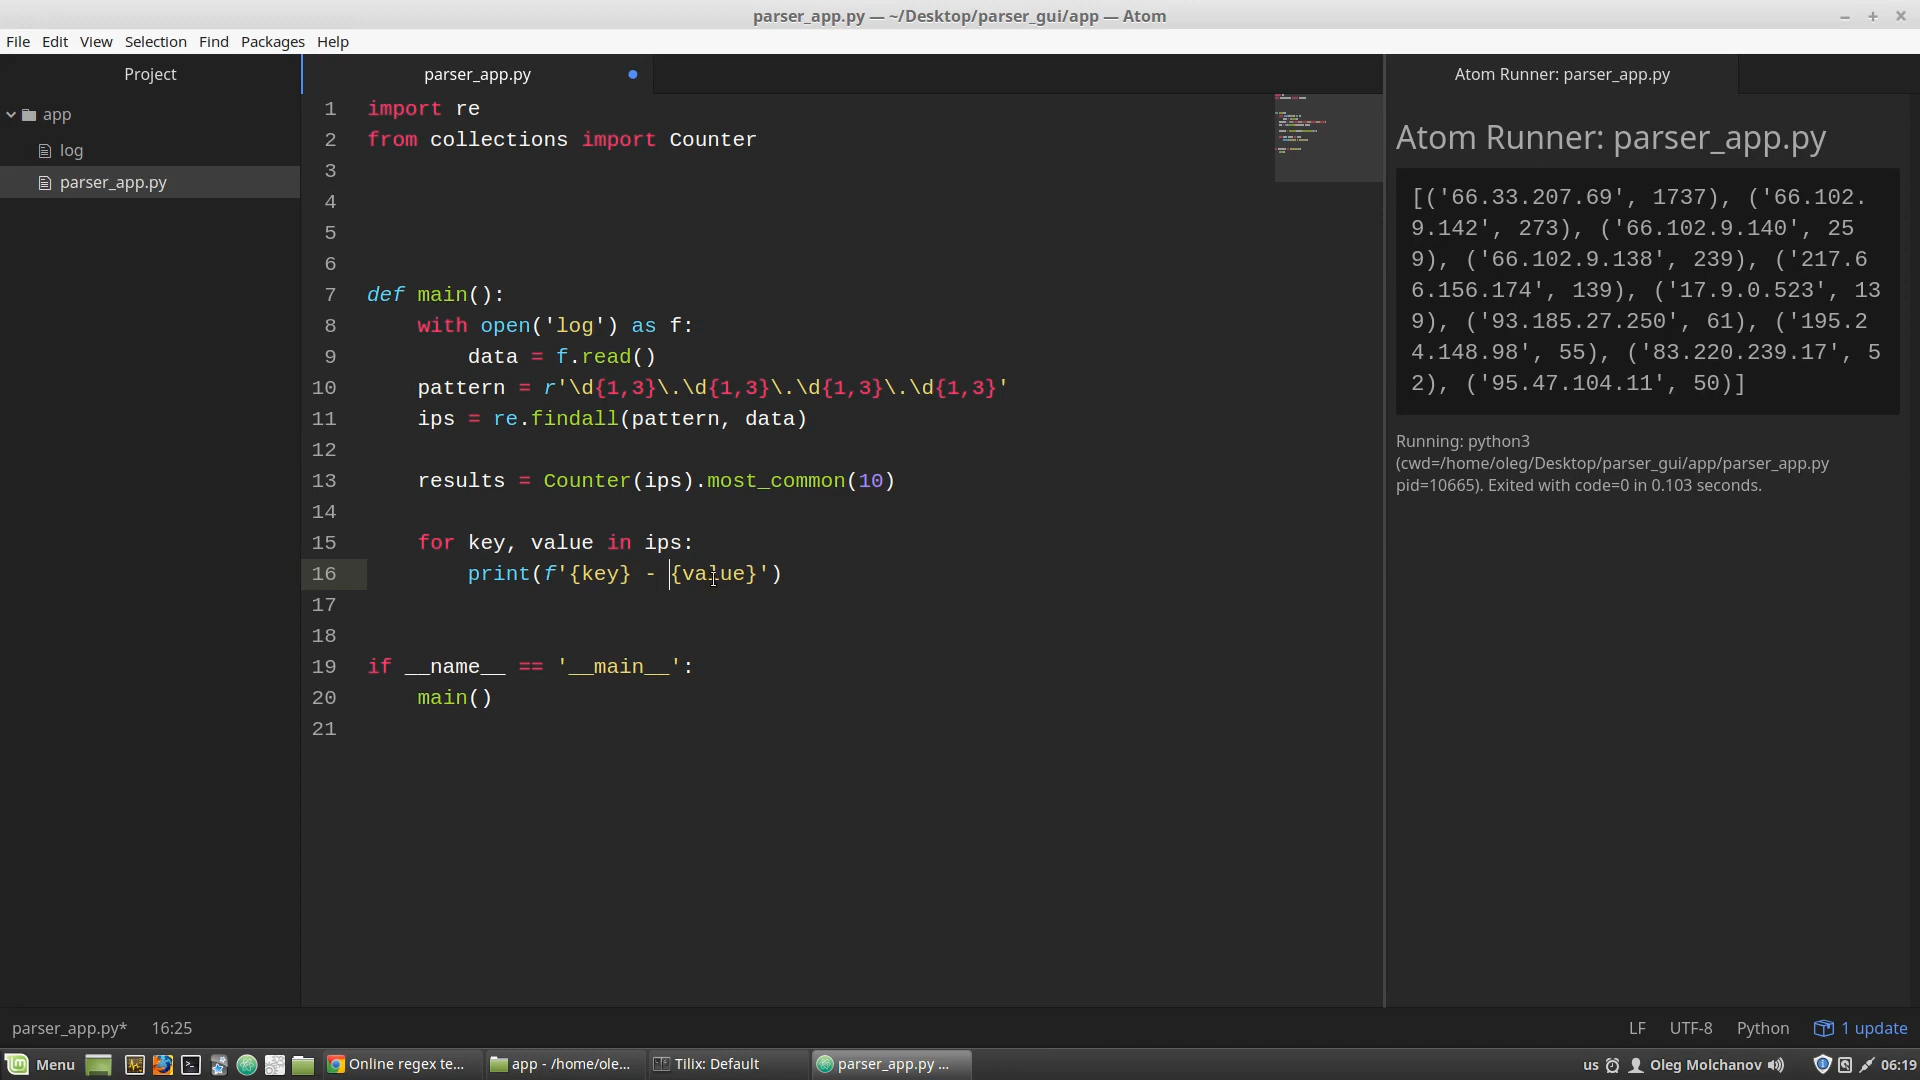 parser_app.py — ~/Desktop/parser_gui/app — Atom
File Edit View Selection Find Packages Help
Project
app
log
parser_app.py
parser_app.py
1 import re
2 from collections import Counter
3
4
5
6
7 def main():
8     with open('log') as f:
9         data = f.read()
10     pattern = r'\d{1,3}\.\d{1,3}\.\d{1,3}\.\d{1,3}'
11     ips = re.findall(pattern, data)
12
13     results = Counter(ips).most_common(10)
14
15     for key, value in ips:
16         print(f'{key} - {value}')
17
18
19 if __name__ == '__main__':
20     main()
21
Atom Runner: parser_app.py
Atom Runner: parser_app.py
[('66.33.207.69', 1737), ('66.102.
9.142', 273), ('66.102.9.140', 25
9), ('66.102.9.138', 239), ('217.6
6.156.174', 139), ('17.9.0.523', 13
9), ('93.185.27.250', 61), ('195.2
4.148.98', 55), ('83.220.239.17', 5
2), ('95.47.104.11', 50)]
Running: python3
(cwd=/home/oleg/Desktop/parser_gui/app/parser_app.py
pid=10665). Exited with code=0 in 0.103 seconds.
parser_app.py* 16:25 LF UTF-8 Python 1 update
Menu Online regex te... app - /home/ole... Tilix: Default parser_app.py ... us Oleg Molchanov 06:19